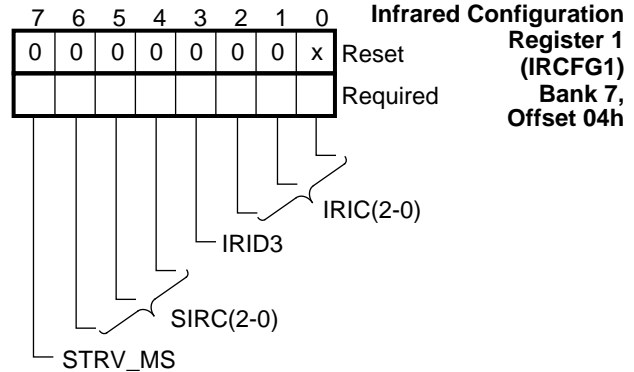 7 6 5 4 3 2 1 0
Infrared Configuration
Register 1
(IRCFG1)
Bank 7,
Offset 04h
0 0 0 0 0 0 0 x Reset
Required
IRIC(2-0)
IRID3
SIRC(2-0)
STRV_MS